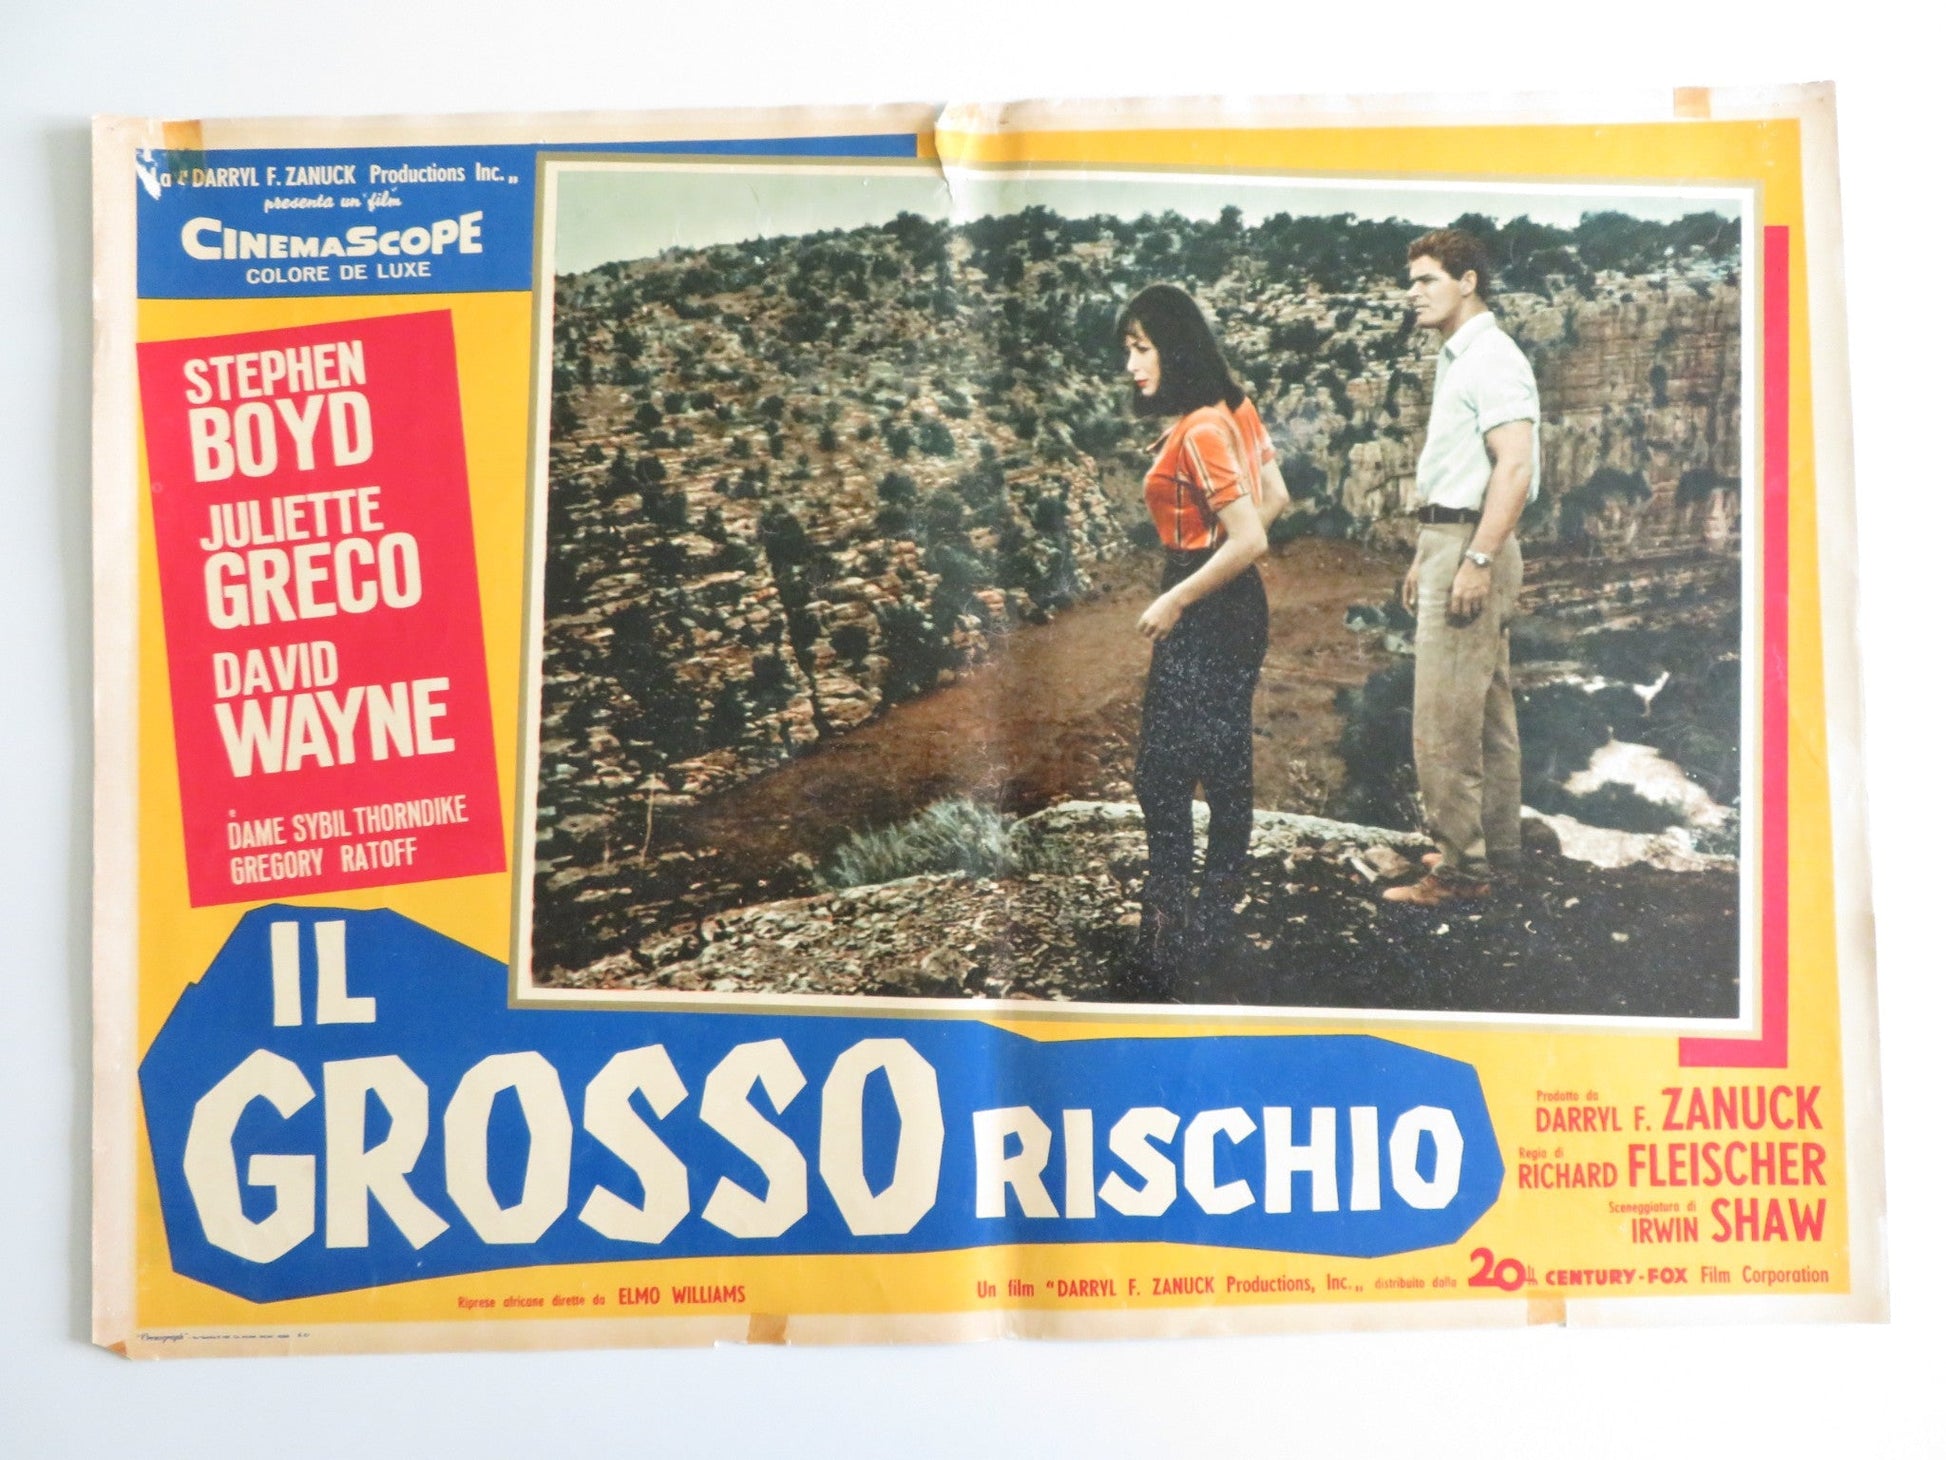 La "DARRYL F. ZANUCK Productions Inc.„
presenta un film
CINEMASCOPE
COLORE DE LUXE
STEPHEN
BOYD
JULIETTE
GRECO
DAVID
WAYNE
e
DAME SYBIL THORNDIKE
GREGORY RATOFF
IL
GROSSO RISCHIO
Prodotto da
DARRYL F. ZANUCK
Regia di
RICHARD FLEISCHER
Sceneggiatura di
IRWIN SHAW
Riprese africane dirette da ELMO WILLIAMS
Un film "DARRYL F. ZANUCK Productions, Inc.„ distribuito dalla 20th CENTURY-FOX Film Corporation